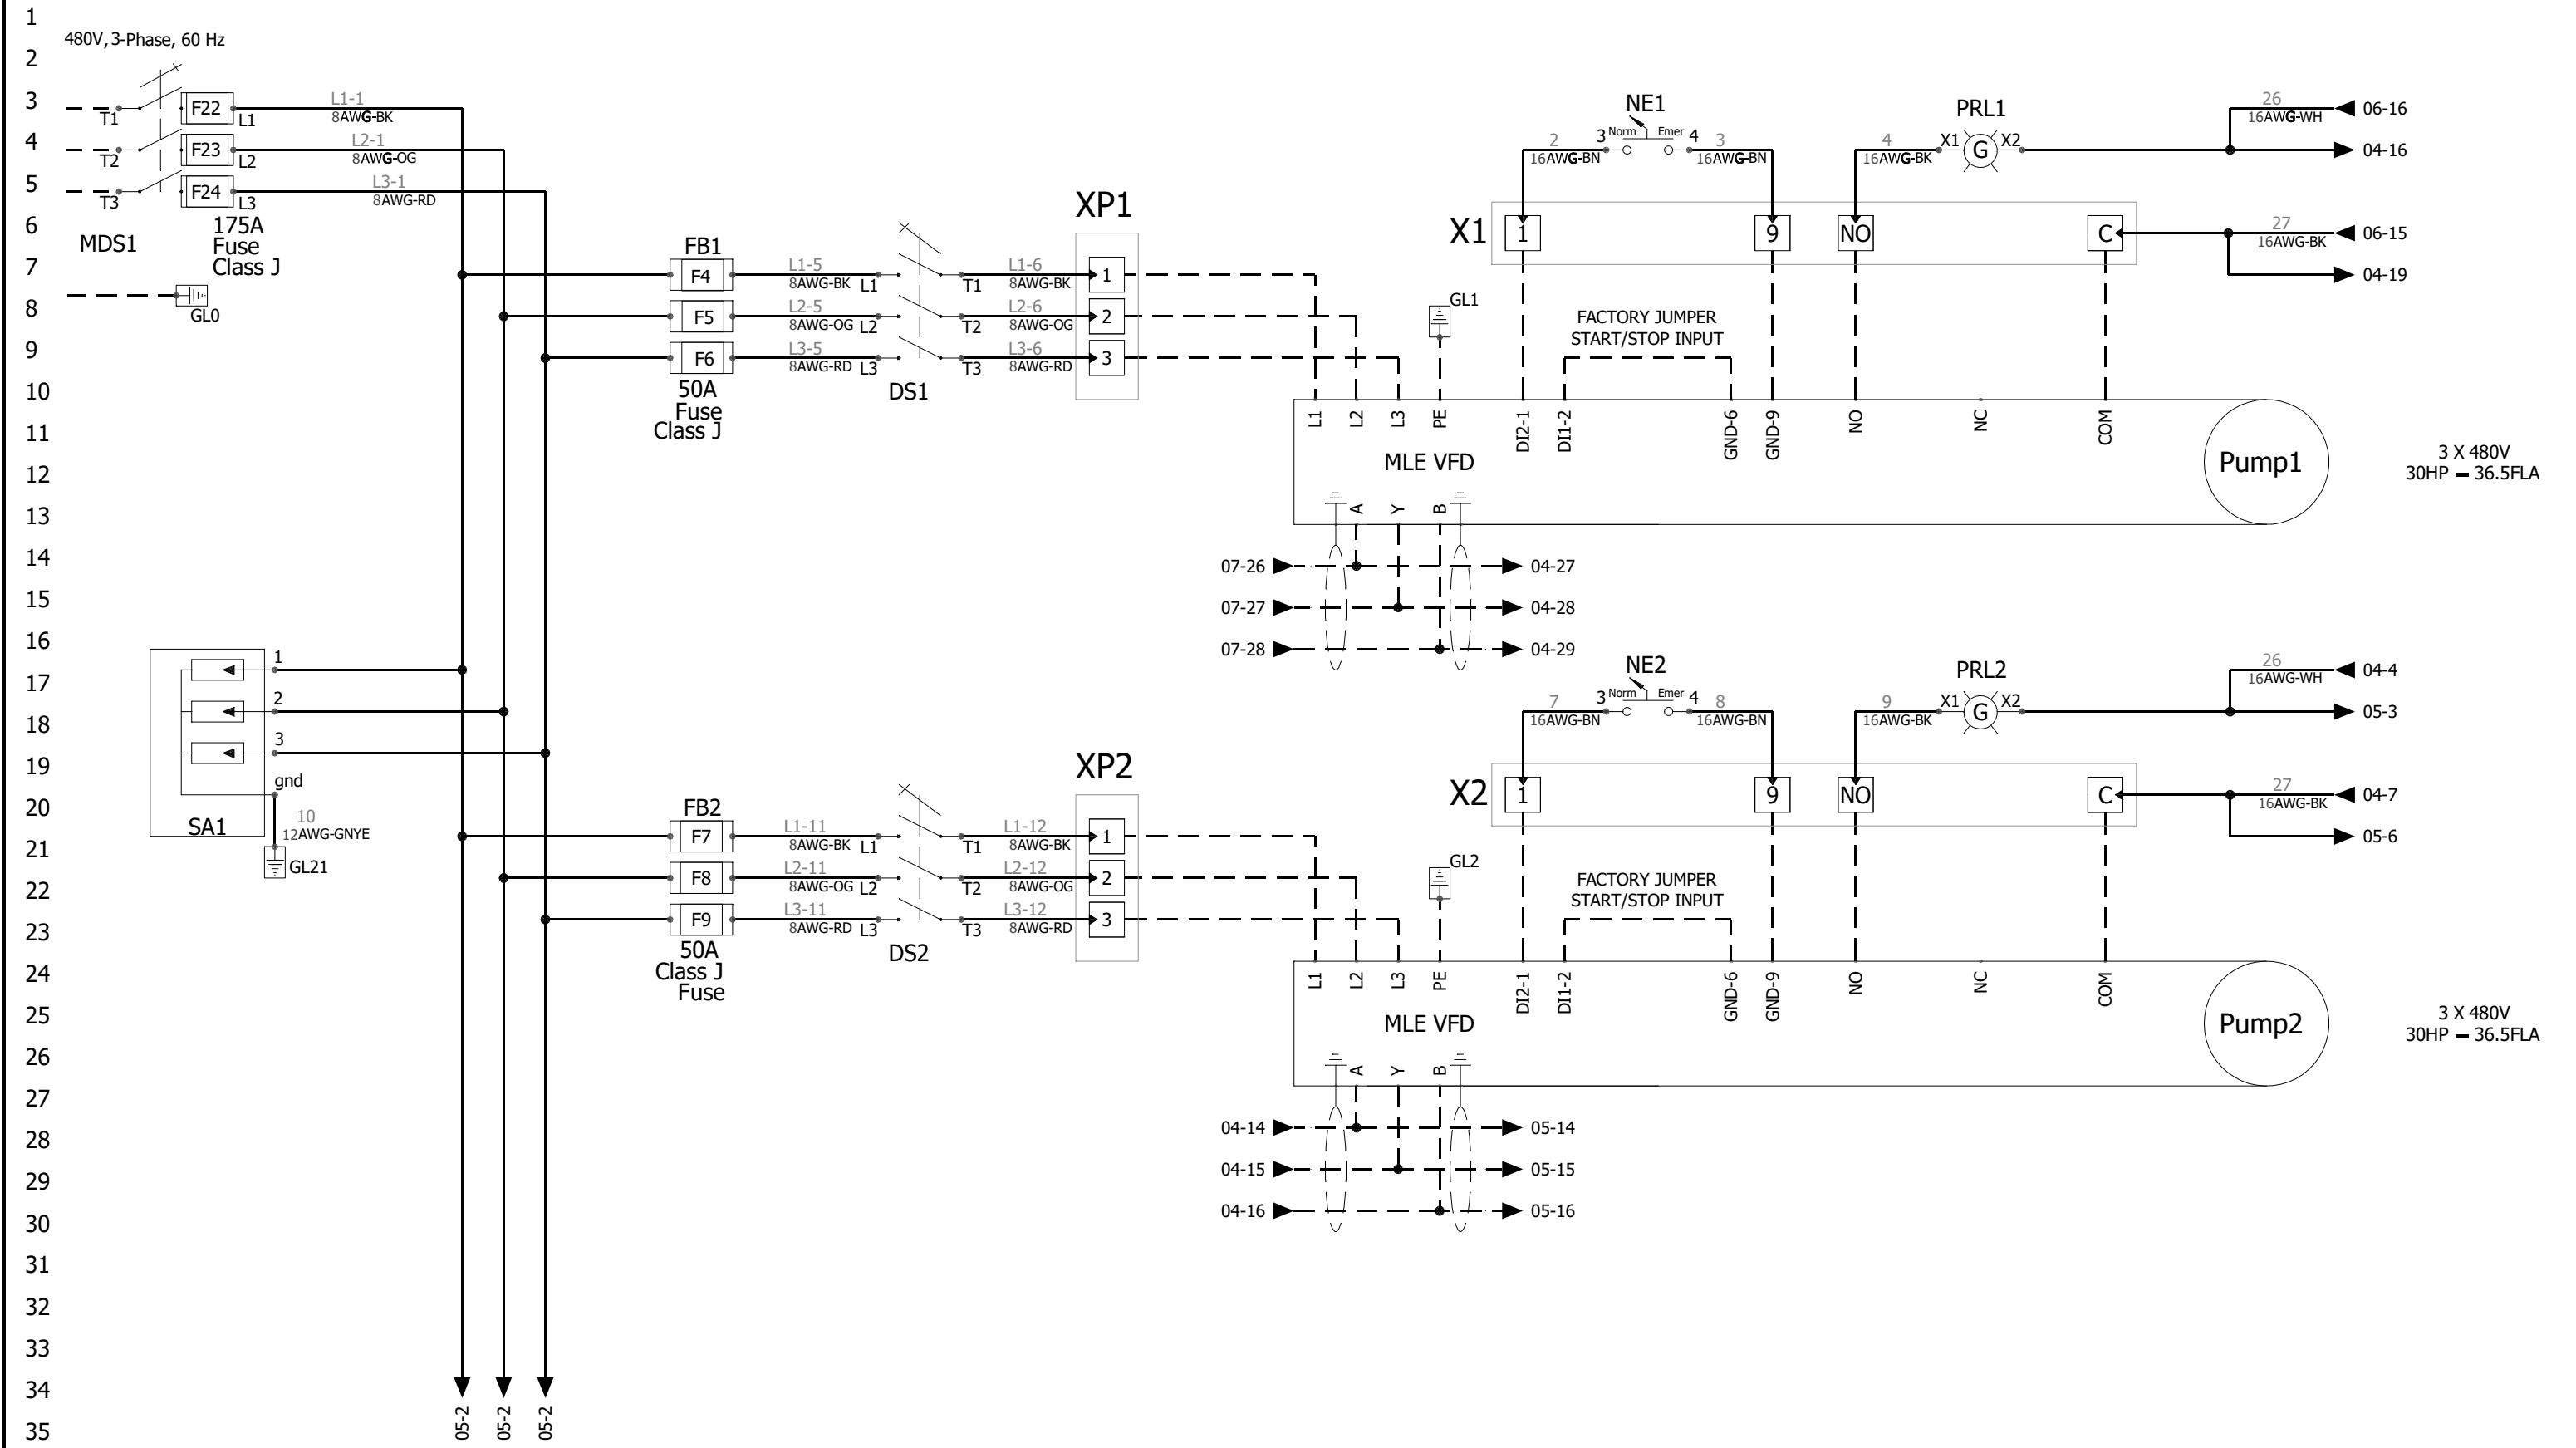 1
480V, 3-Phase, 60 Hz
2
3
T1
F22
L1
L1-1
8AWG-BK
NE1
PRL1
26
16AWG-WH
06-16
4
T2
F23
L2
L2-1
8AWG-OG
2
16AWG-BN
3
Norm
Emer
4
3
16AWG-BN
4
16AWG-BK
X1
G
X2
04-16
5
T3
F24
L3
L3-1
8AWG-RD
XP1
6
MDS1
175A
Fuse
Class J
FB1
X1
1
9
NO
C
27
16AWG-BK
06-15
7
F4
L1-5
8AWG-BK
L1
T1
L1-6
8AWG-BK
1
04-19
8
GL0
F5
L2-5
8AWG-OG
L2
T2
L2-6
8AWG-OG
2
GL1
FACTORY JUMPER
START/STOP INPUT
9
F6
L3-5
8AWG-RD
L3
T3
L3-6
8AWG-RD
3
10
50A
Fuse
Class J
DS1
11
L1
L2
L3
PE
DI2-1
DI1-2
GND-6
GND-9
NO
NC
COM
12
MLE VFD
Pump1
3 X 480V
30HP - 36.5FLA
13
A
Y
B
14
07-26
04-27
15
07-27
04-28
16
07-28
04-29
1
NE2
PRL2
26
16AWG-WH
04-4
17
2
7
16AWG-BN
3
Norm
Emer
4
8
16AWG-BN
9
16AWG-BK
X1
G
X2
05-3
18
3
19
gnd
XP2
20
SA1
10
12AWG-GNYE
FB2
X2
1
9
NO
C
27
16AWG-BK
04-7
21
GL21
F7
L1-11
8AWG-BK
L1
T1
L1-12
8AWG-BK
1
05-6
22
F8
L2-11
8AWG-OG
L2
T2
L2-12
8AWG-OG
2
GL2
FACTORY JUMPER
START/STOP INPUT
23
F9
L3-11
8AWG-RD
L3
T3
L3-12
8AWG-RD
3
24
50A
Class J
Fuse
DS2
L1
L2
L3
PE
DI2-1
DI1-2
GND-6
GND-9
NO
NC
COM
25
MLE VFD
Pump2
3 X 480V
30HP - 36.5FLA
26
A
Y
B
27
28
04-14
05-14
29
04-15
05-15
30
04-16
05-16
31
32
33
34
35
05-2
05-2
05-2